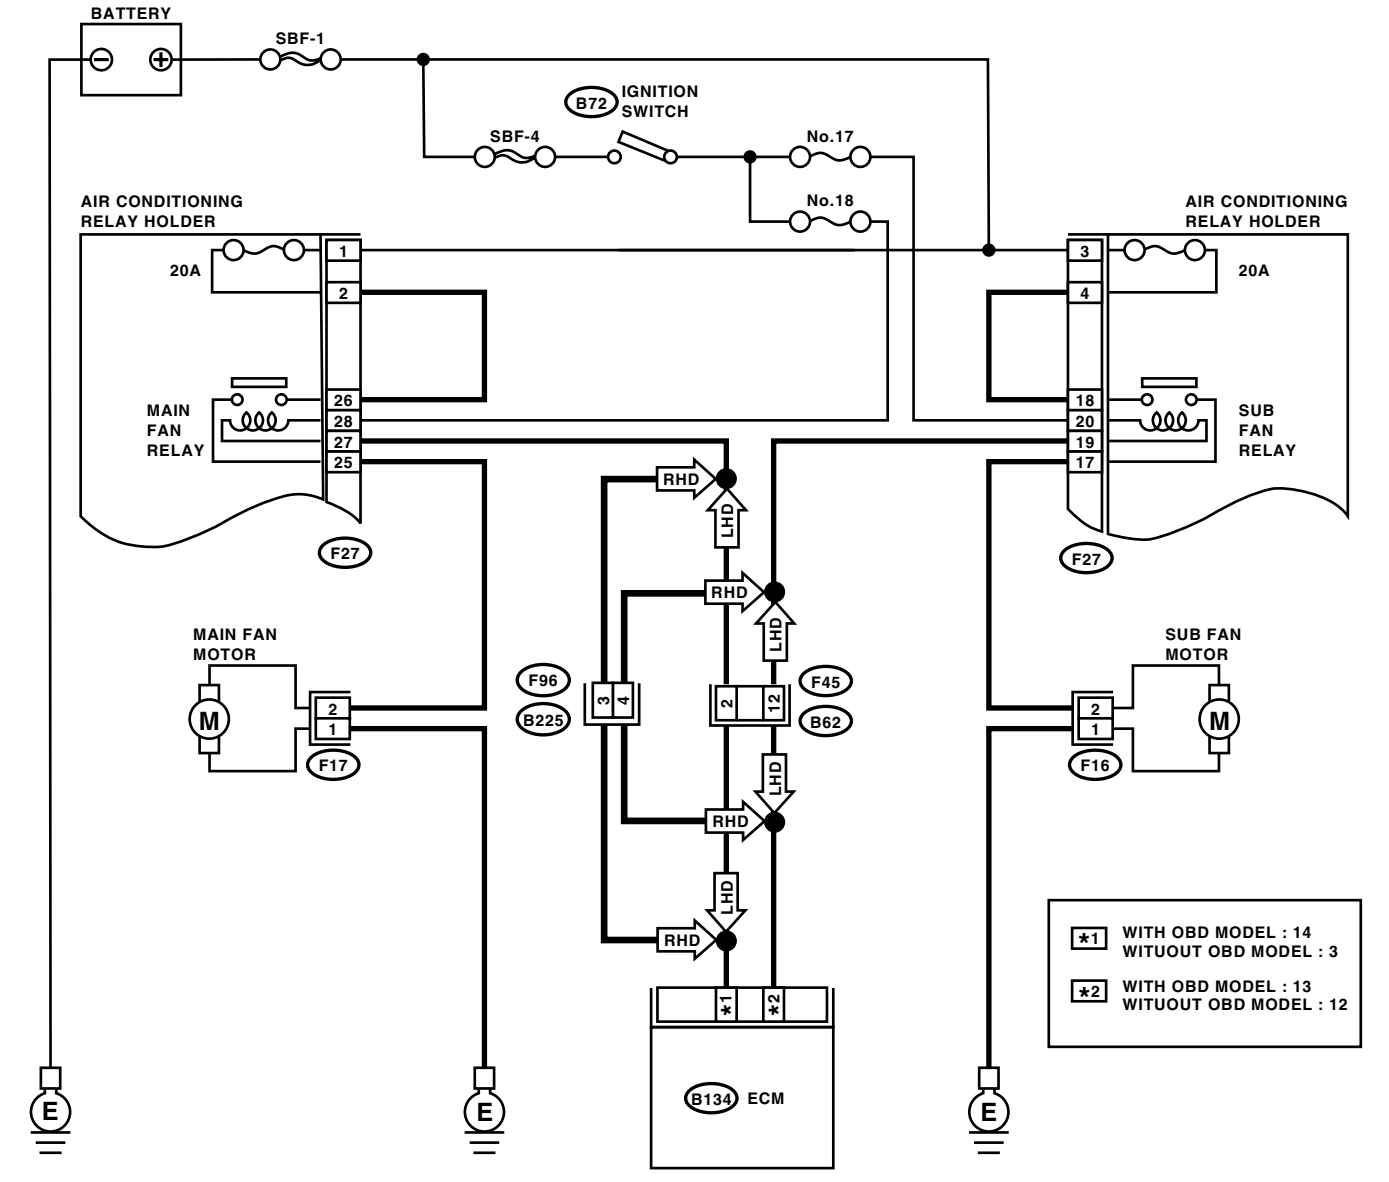 BATTERY
SBF-1
B72
IGNITION
SWITCH
SBF-4
No.17
No.18
AIR CONDITIONING
RELAY HOLDER
AIR CONDITIONING
RELAY HOLDER
20A
1
2
3
4
20A
MAIN
FAN
RELAY
26
28
27
25
18
20
19
17
SUB
FAN
RELAY
RHD
LHD
F27
F27
RHD
LHD
MAIN FAN
MOTOR
SUB FAN
MOTOR
F96
B225
3
4
2
12
F45
B62
M
2
1
F17
2
1
F16
M
LHD
RHD
LHD
RHD
*1
*2
*1
WITH OBD MODEL : 14
WITUOUT OBD MODEL : 3
*2
WITH OBD MODEL : 13
WITUOUT OBD MODEL : 12
B134
ECM
E
E
E